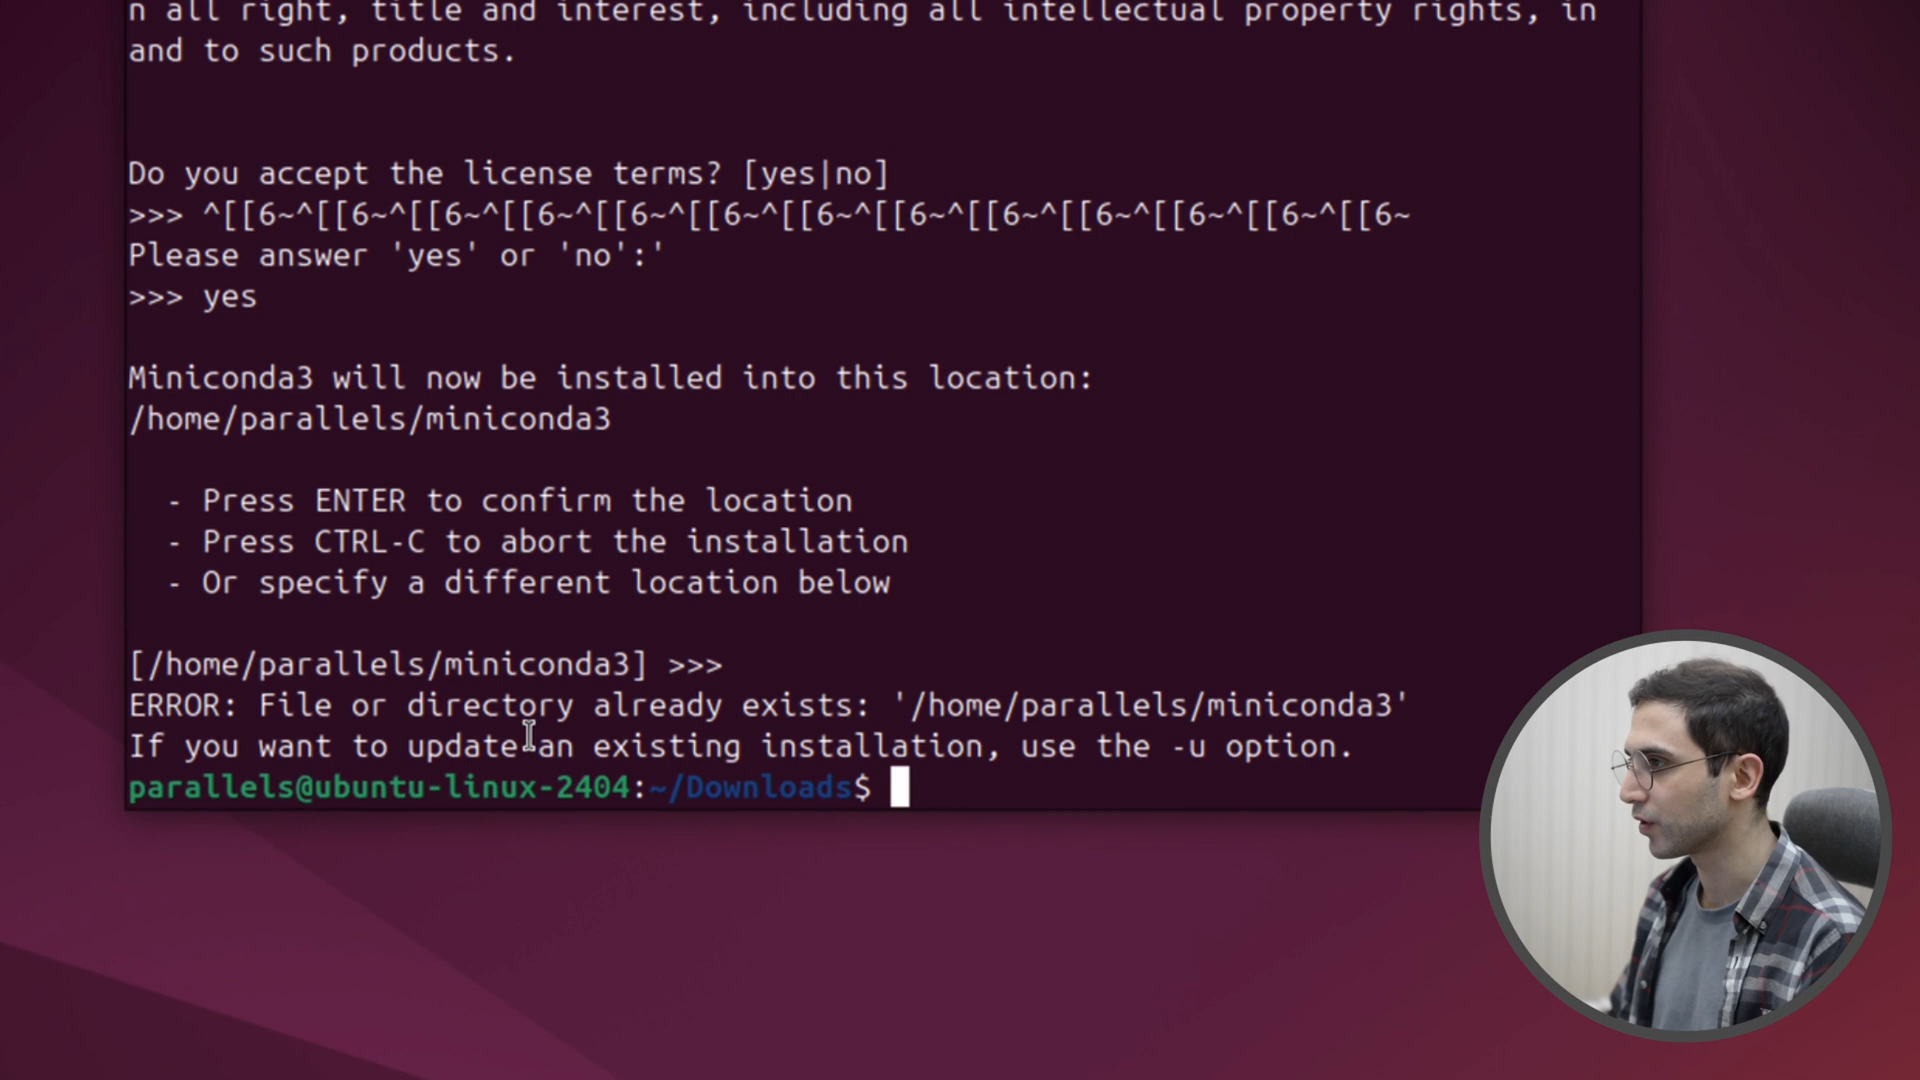 n all right, title and interest, including all intellectual property rights, in
and to such products.
Do you accept the license terms? [yes|no]
>>> ^[[6~^[[6~^[[6~^[[6~^[[6~^[[6~^[[6~^[[6~^[[6~^[[6~^[[6~^[[6~^[[6~
Please answer 'yes' or 'no':'
>>> yes
Miniconda3 will now be installed into this location:
/home/parallels/miniconda3
- Press ENTER to confirm the location
- Press CTRL-C to abort the installation
- Or specify a different location below
[/home/parallels/miniconda3] >>>
ERROR: File or directory already exists: '/home/parallels/miniconda3'
If you want to update an existing installation, use the -u option.
parallels@ubuntu-linux-2404:~/Downloads$